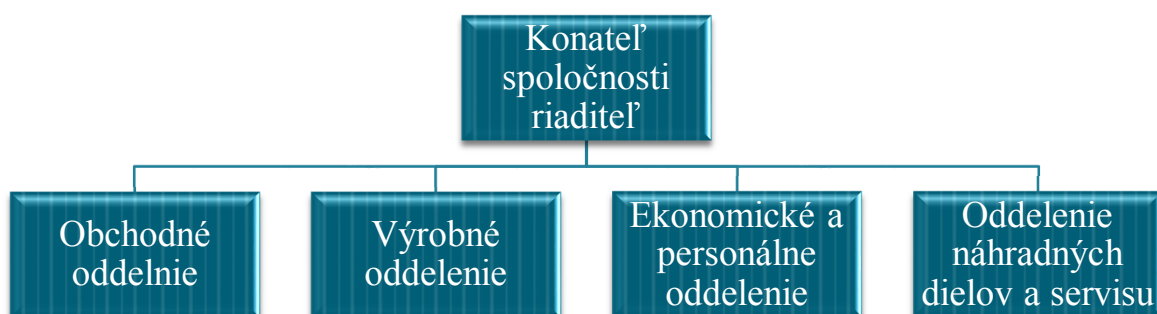 Konateľ
spoločnosti
riaditeľ
Obchodné
oddelnie
Výrobné
oddelenie
Ekonomické a
personálne
oddelenie
Oddelenie
náhradných
dielov a servisu